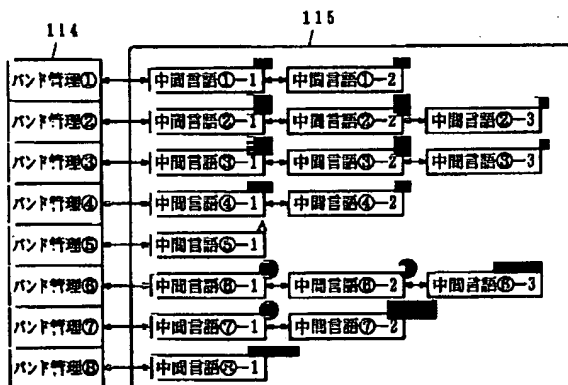 114 115
バンド管理① 中間言語①-1 中間言語①-2
バンド管理② 中間言語②-1 中間言語②-2 中間言語②-3
バンド管理③ 中間言語③-1 中間言語③-2 中間言語③-3
バンド管理④ 中間言語④-1 中間言語④-2
バンド管理⑤ 中間言語⑤-1
バンド管理⑥ 中間言語⑥-1 中間言語⑥-2 中間言語⑥-3
バンド管理⑦ 中間言語⑦-1 中間言語⑦-2
バンド管理⑧ 中間言語⑧-1